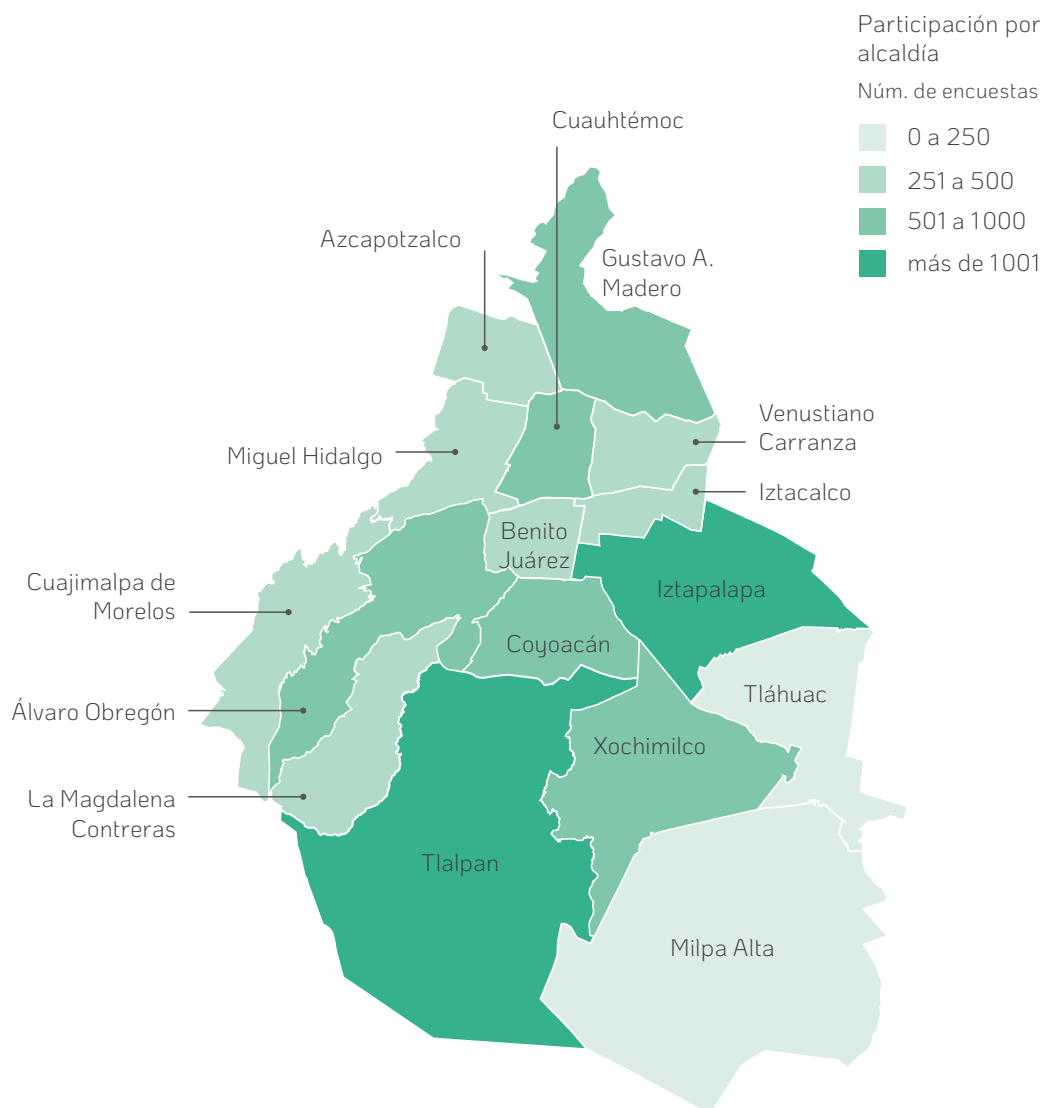 Participación por
alcaldía
Núm. de encuestas
0 a 250
251 a 500
501 a 1000
más de 1001
Cuauhtémoc
Azcapotzalco
Gustavo A.
Madero
Venustiano
Carranza
Miguel Hidalgo
Iztacalco
Benito
Juárez
Cuajimalpa de
Morelos
Iztapalapa
Coyoacán
Tláhuac
Álvaro Obregón
Xochimilco
La Magdalena
Contreras
Tlalpan
Milpa Alta